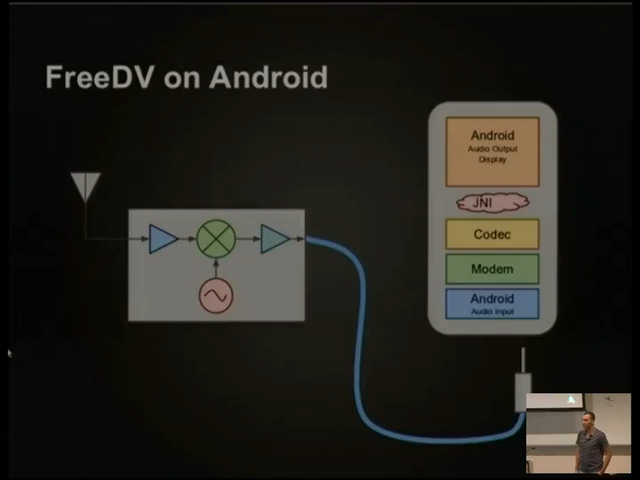 FreeDV on Android
Android
Audio Output
Display
JNI
Codec
Modem
Android
Audio Input